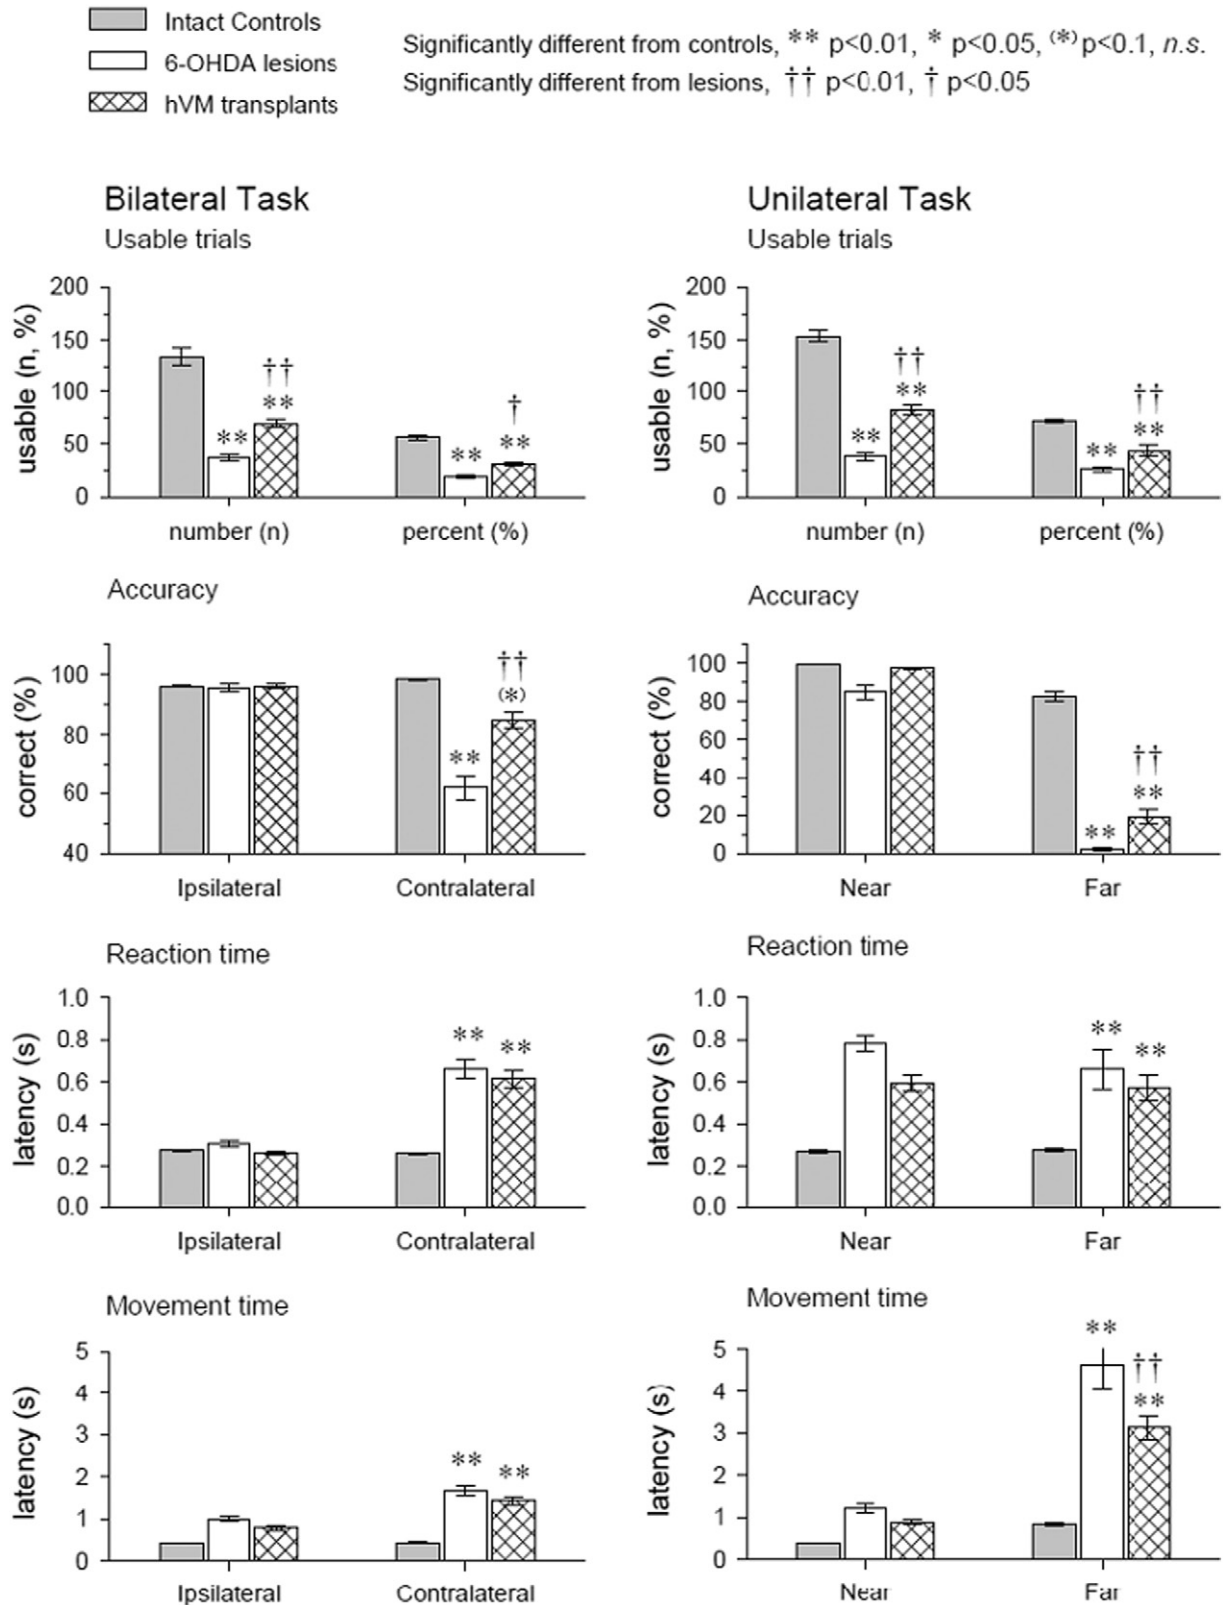 Intact Controls
6-OHDA lesions
hVM transplants
Significantly different from controls, ** p<0.01, * p<0.05, (*)p<0.1, n.s.
Significantly different from lesions, †† p<0.01, † p<0.05
Bilateral Task
Usable trials
usable (n, %)
200
150
100
50
0
**
††
**
**
†
**
number (n)
percent (%)
Unilateral Task
Usable trials
usable (n, %)
200
150
100
50
0
**
††
**
**
††
**
number (n)
percent (%)
Accuracy
correct (%)
100
80
60
40
**
††
(*)
Ipsilateral
Contralateral
Accuracy
correct (%)
100
80
60
40
20
0
**
††
**
Near
Far
Reaction time
latency (s)
1.0
0.8
0.6
0.4
0.2
0.0
**
**
Ipsilateral
Contralateral
Reaction time
latency (s)
1.0
0.8
0.6
0.4
0.2
0.0
**
**
Near
Far
Movement time
latency (s)
5
4
3
2
1
0
**
**
Ipsilateral
Contralateral
Movement time
latency (s)
5
4
3
2
1
0
**
††
**
Near
Far